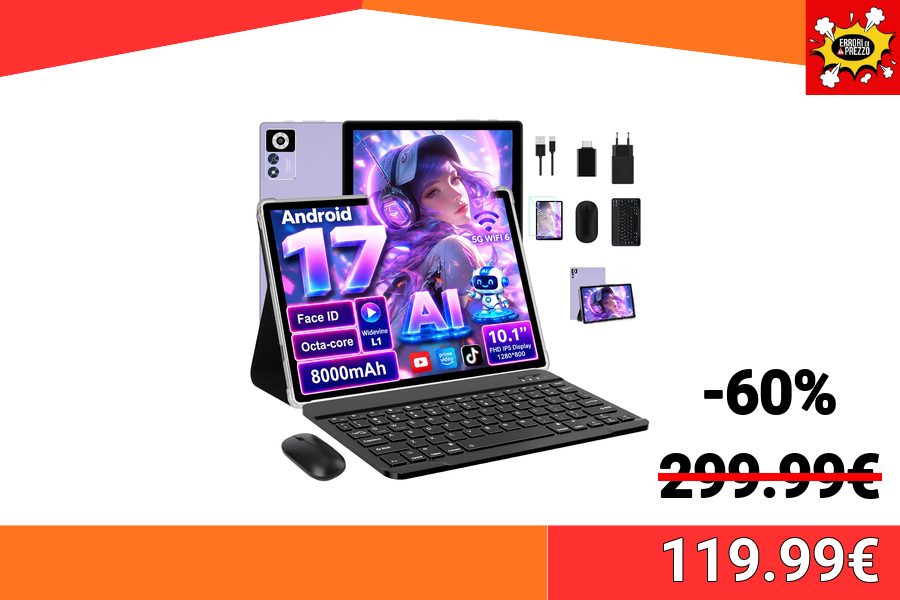 ERRORI DI
PREZZO
Android
17
5G WIFI 6
AI
AI
Face ID
Widevine
L1
Octa-core
8000mAh
prime
video
10.1”
FHD IPS Display
1280*800
-60%
299.99€
119.99€